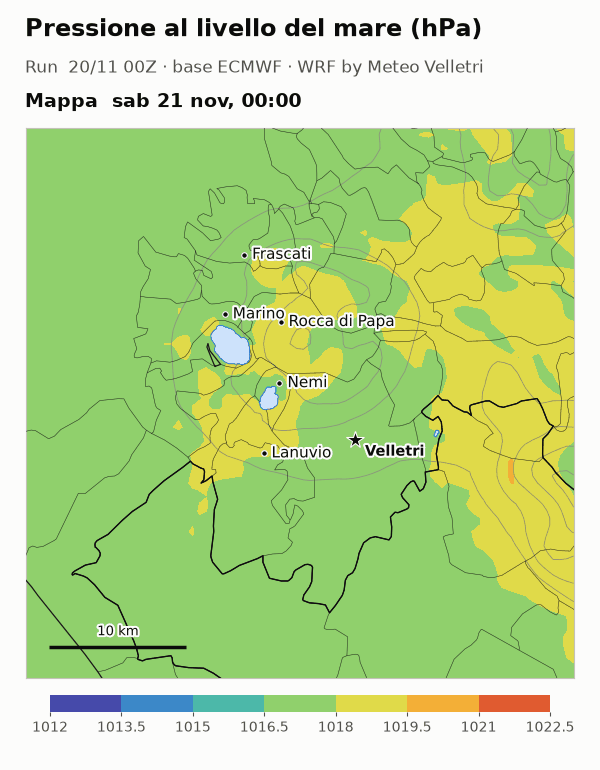 Pressione al livello del mare (hPa)
Run  20/11 00Z · base ECMWF · WRF by Meteo Velletri
Mappa  sab 21 nov, 00:00
Frascati
Marino
Rocca di Papa
Nemi
Velletri
Lanuvio
10 km
1012 1013.5 1015 1016.5 1018 1019.5 1021 1022.5